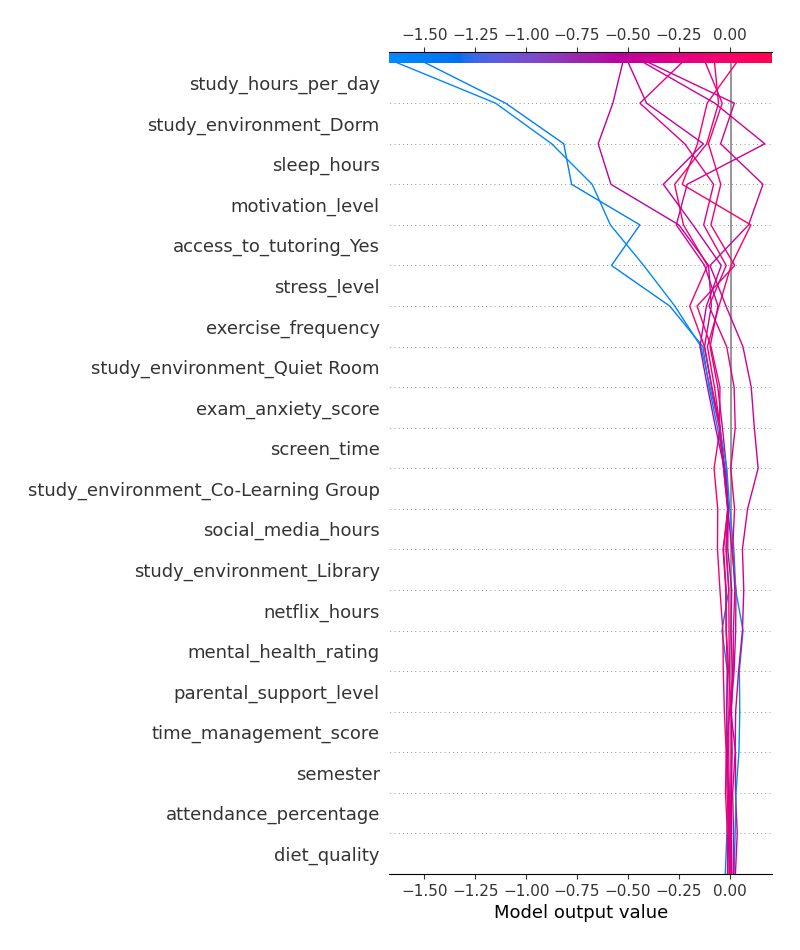 −1.50 −1.25 −1.00 −0.75 −0.50 −0.25 0.00
study_hours_per_day
study_environment_Dorm
sleep_hours
motivation_level
access_to_tutoring_Yes
stress_level
exercise_frequency
study_environment_Quiet Room
exam_anxiety_score
screen_time
study_environment_Co-Learning Group
social_media_hours
study_environment_Library
netflix_hours
mental_health_rating
parental_support_level
time_management_score
semester
attendance_percentage
diet_quality
−1.50 −1.25 −1.00 −0.75 −0.50 −0.25 0.00
Model output value